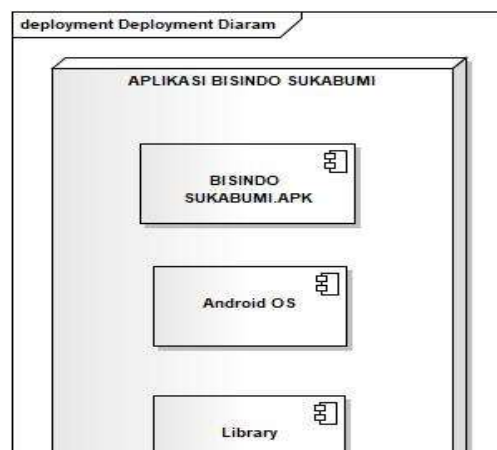 deployment Deployment Diaram
APLIKASI BISINDO SUKABUMI
BISINDO
SUKABUMI.APK
Android OS
Library